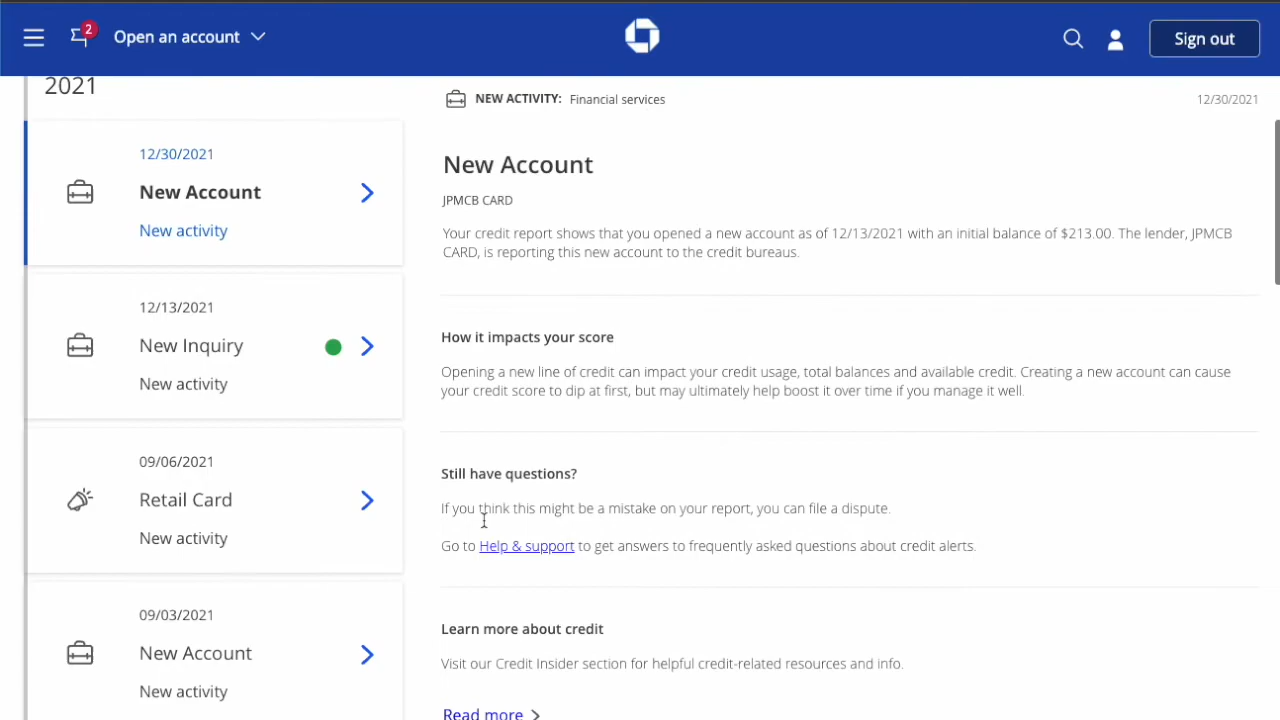 2
Open an account
Sign out
2021
12/30/2021
New Account
New activity
12/13/2021
New Inquiry
New activity
09/06/2021
Retail Card
New activity
09/03/2021
New Account
New activity
NEW ACTIVITY: Financial services
12/30/2021
New Account
JPMCB CARD
Your credit report shows that you opened a new account as of 12/13/2021 with an initial balance of $213.00. The lender, JPMCB
CARD, is reporting this new account to the credit bureaus.
How it impacts your score
Opening a new line of credit can impact your credit usage, total balances and available credit. Creating a new account can cause
your credit score to dip at first, but may ultimately help boost it over time if you manage it well.
Still have questions?
If you think this might be a mistake on your report, you can file a dispute.
Go to Help & support to get answers to frequently asked questions about credit alerts.
Learn more about credit
Visit our Credit Insider section for helpful credit-related resources and info.
Read more